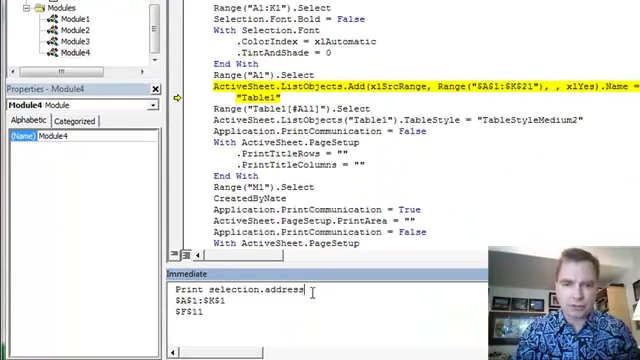 Modules
Module1
Module2
Module3
Module4
Properties - Module4
Module4 Module
Alphabetic Categorized
(Name) Module4
Range("A1:K1").Select
Selection.Font.Bold = False
With Selection.Font
.ColorIndex = xlAutomatic
.TintAndShade = 0
End With
Range("A1").Select
ActiveSheet.ListObjects.Add(xlSrcRange, Range("$A$1:$K$21"), , xlYes).Name =
"Table1"
Range("Table1[#All]").Select
ActiveSheet.ListObjects("Table1").TableStyle = "TableStyleMedium2"
Application.PrintCommunication = False
With ActiveSheet.PageSetup
.PrintTitleRows = ""
.PrintTitleColumns = ""
End With
Range("M1").Select
CreatedByNate
Application.PrintCommunication = True
ActiveSheet.PageSetup.PrintArea = ""
Application.PrintCommunication = False
With ActiveSheet.PageSetup
Immediate
Print selection.address
$A$1:$K$1
$F$11